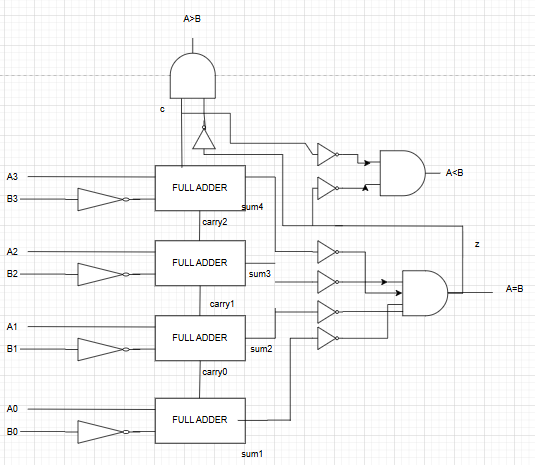 A>B
c
A3
B3
FULL ADDER
sum4
A<B
carry2
z
A2
B2
FULL ADDER
sum3
A=B
carry1
A1
B1
FULL ADDER
sum2
carry0
A0
B0
FULL ADDER
sum1